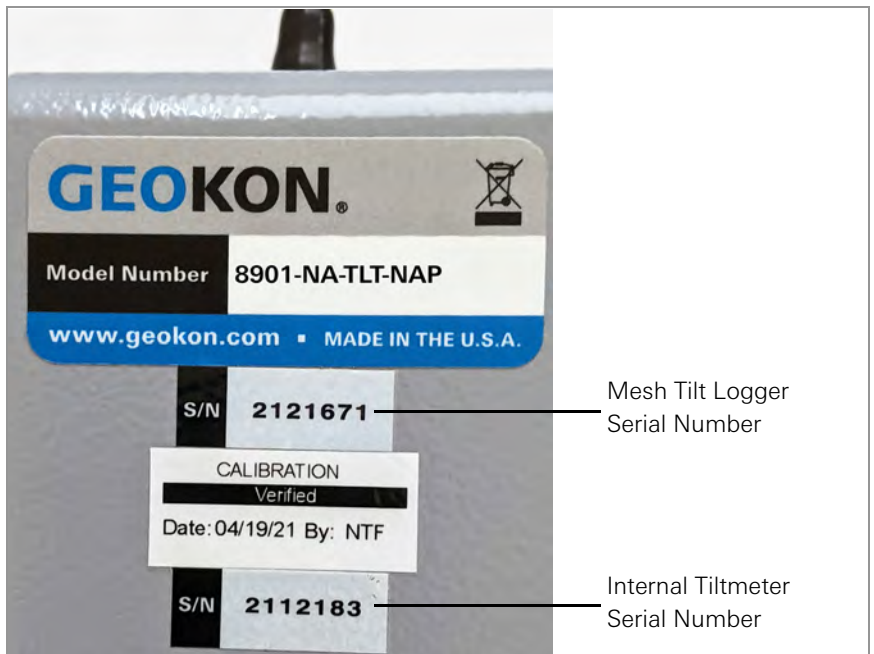 GEOKON®
Model Number 8901-NA-TLT-NAP
www.geokon.com ▪ MADE IN THE U.S.A.
S/N 2121671
Mesh Tilt Logger
Serial Number
CALIBRATION
Verified
Date: 04/19/21 By: NTF
S/N 2112183
Internal Tiltmeter
Serial Number